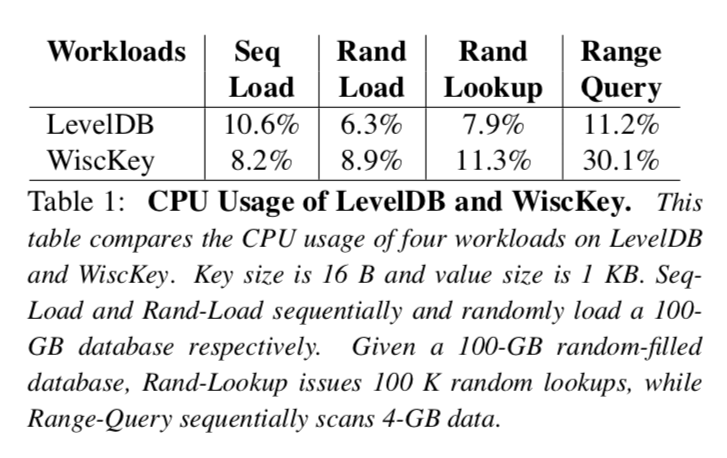 Workloads Seq Rand Rand Range
Load Load Lookup Query
LevelDB 10.6% 6.3% 7.9% 11.2%
WiscKey 8.2% 8.9% 11.3% 30.1%
Table 1: CPU Usage of LevelDB and WiscKey. This
table compares the CPU usage of four workloads on LevelDB
and WiscKey. Key size is 16 B and value size is 1 KB. Seq-
Load and Rand-Load sequentially and randomly load a 100-
GB database respectively. Given a 100-GB random-filled
database, Rand-Lookup issues 100 K random lookups, while
Range-Query sequentially scans 4-GB data.